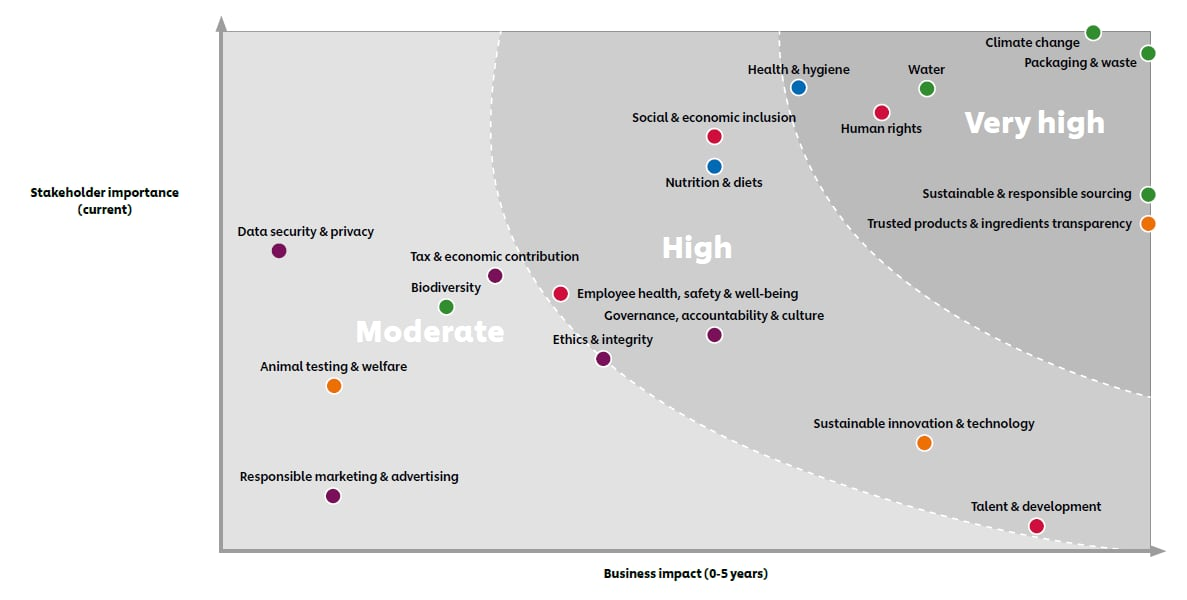 Climate change
Packaging & waste
Health & hygiene
Water
Social & economic inclusion
Human rights
Very high
Nutrition & diets
Stakeholder importance
(current)
Sustainable & responsible sourcing
Trusted products & ingredients transparency
Data security & privacy
High
Tax & economic contribution
Biodiversity
Employee health, safety & well-being
Governance, accountability & culture
Moderate
Ethics & integrity
Animal testing & welfare
Sustainable innovation & technology
Responsible marketing & advertising
Talent & development
Business impact (0-5 years)